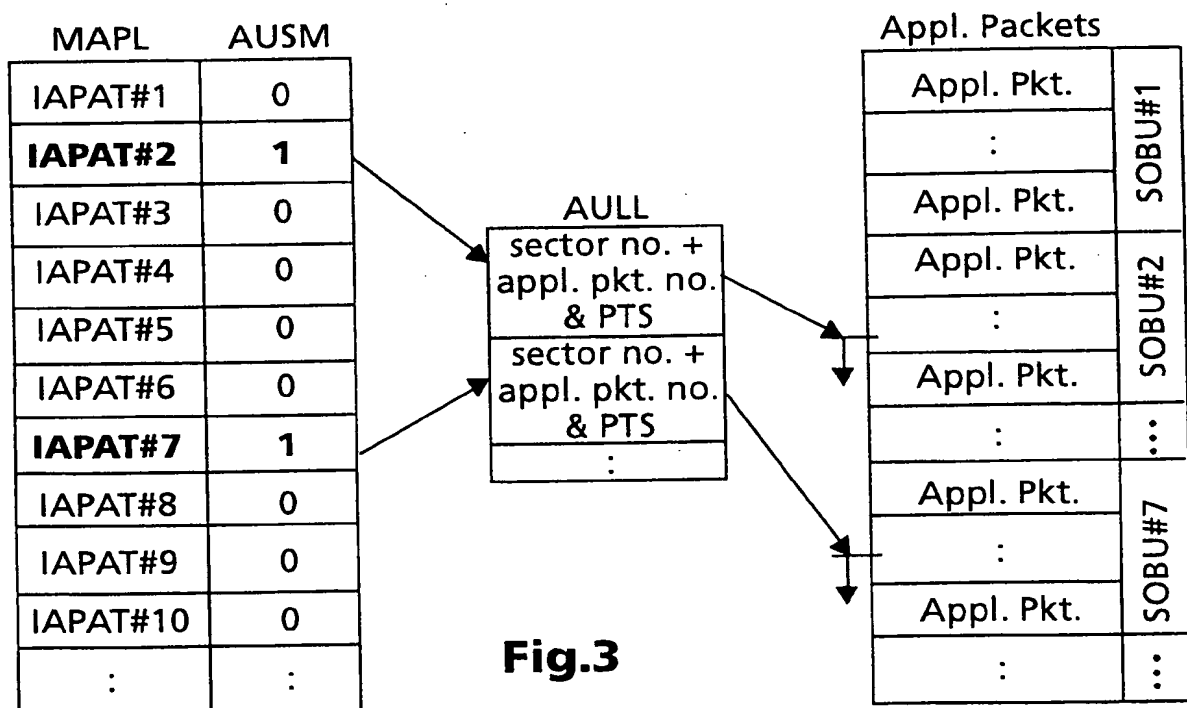 MAPL AUSM
IAPAT#1 0
IAPAT#2 1
IAPAT#3 0
IAPAT#4 0
IAPAT#5 0
IAPAT#6 0
IAPAT#7 1
IAPAT#8 0
IAPAT#9 0
IAPAT#10 0
: :
AULL
sector no. +
appl. pkt. no.
& PTS
sector no. +
appl. pkt. no.
& PTS
:
Appl. Packets
Appl. Pkt.
:
Appl. Pkt.
SOBU#1
Appl. Pkt.
:
Appl. Pkt.
SOBU#2
: ...
Appl. Pkt.
:
Appl. Pkt.
SOBU#7
: ...
Fig.3